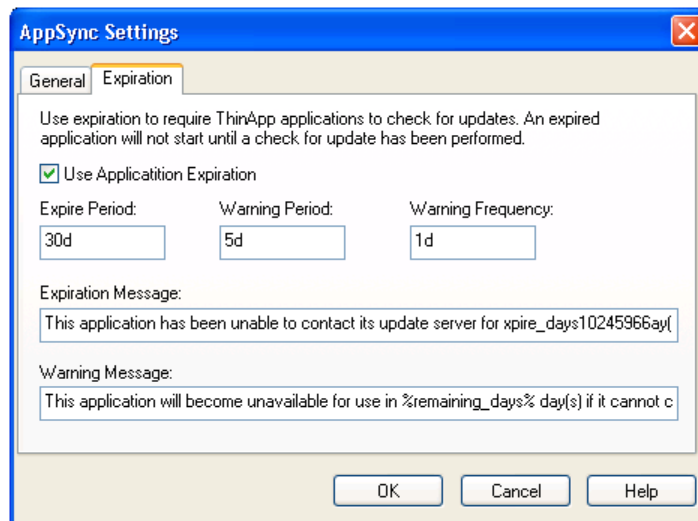 AppSync Settings
General Expiration
Use expiration to require ThinApp applications to check for updates. An expired
application will not start until a check for update has been performed.
Use Applicatition Expiration
Expire Period: Warning Period: Warning Frequency:
30d 5d 1d
Expiration Message:
This application has been unable to contact its update server for xpire_days10245966ay(
Warning Message:
This application will become unavailable for use in %remaining_days% day(s) if it cannot c
OK Cancel Help